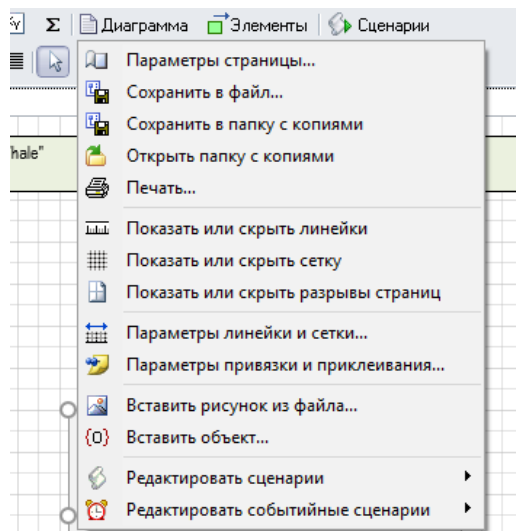 Σ Диаграмма Элементы Сценарии
Параметры страницы...
Сохранить в файл...
Сохранить в папку с копиями
hale"
Открыть папку с копиями
Печать...
Показать или скрыть линейки
Показать или скрыть сетку
Показать или скрыть разрывы страниц
Параметры линейки и сетки...
Параметры привязки и приклеивания...
Вставить рисунок из файла...
{0} Вставить объект...
Редактировать сценарии
Редактировать событийные сценарии